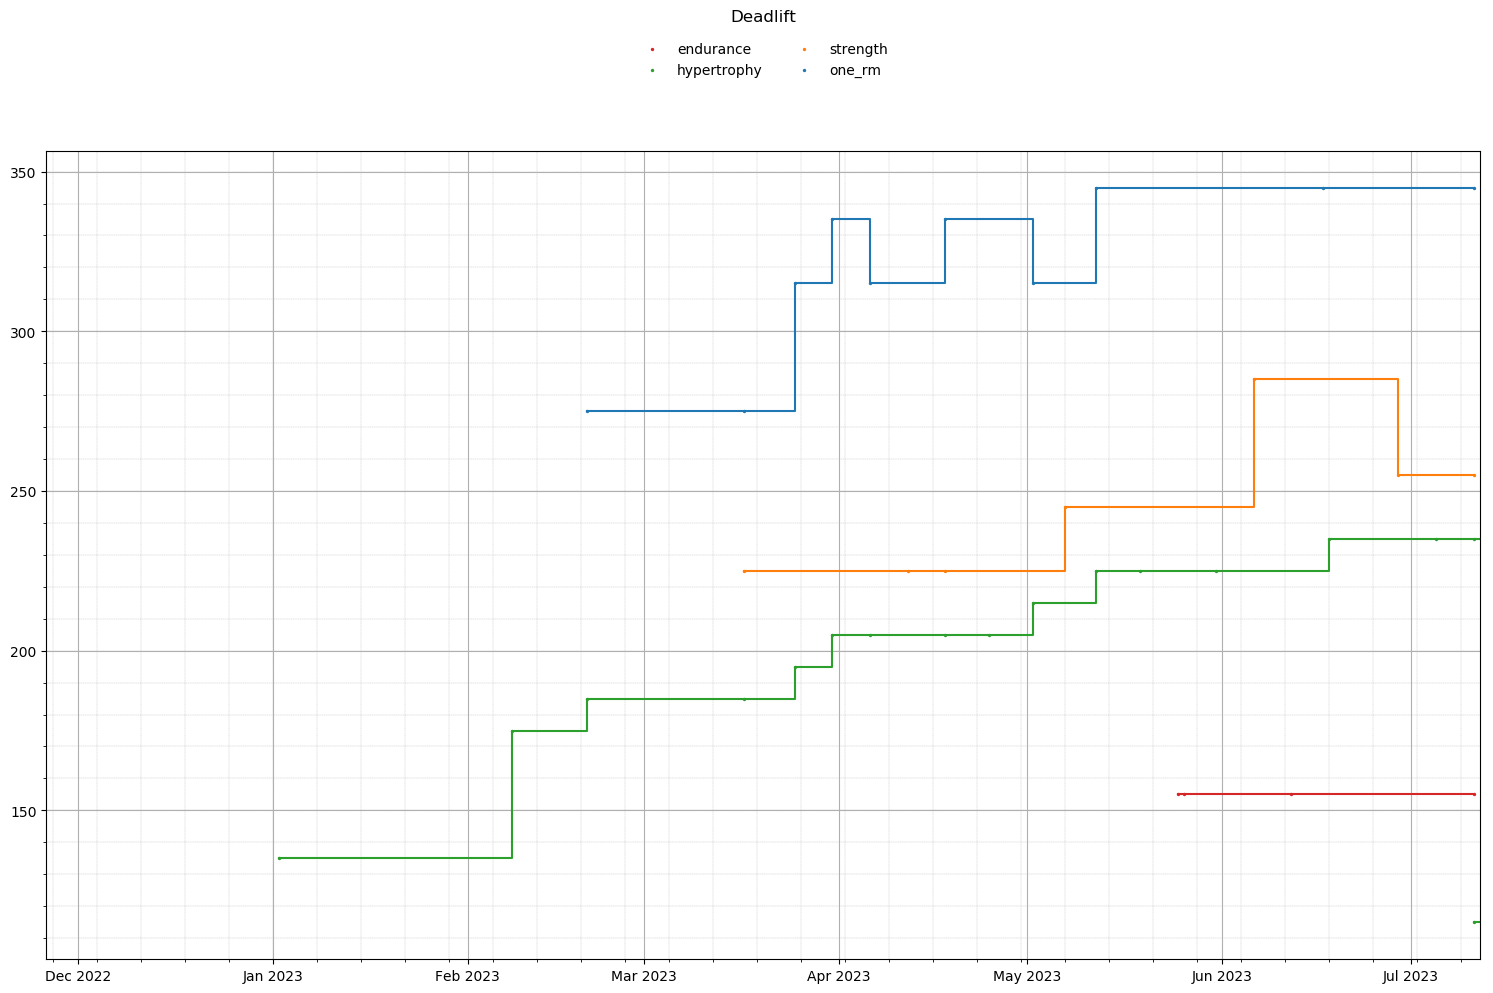 Deadlift
endurance strength
hypertrophy one_rm
350
300
250
200
150
Dec 2022 Jan 2023 Feb 2023 Mar 2023 Apr 2023 May 2023 Jun 2023 Jul 2023